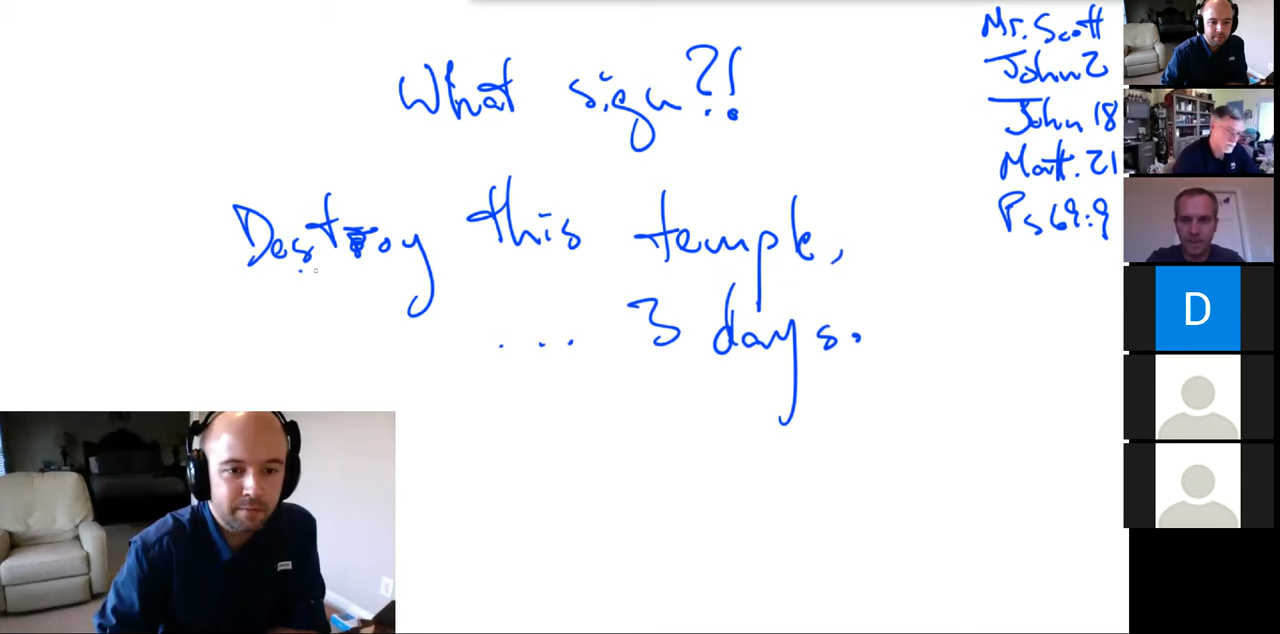 What sign?!
Destroy this temple,
... 3 days.
Mr. Scott
John 2
John 18
Matt. 21
Ps 69:9
D